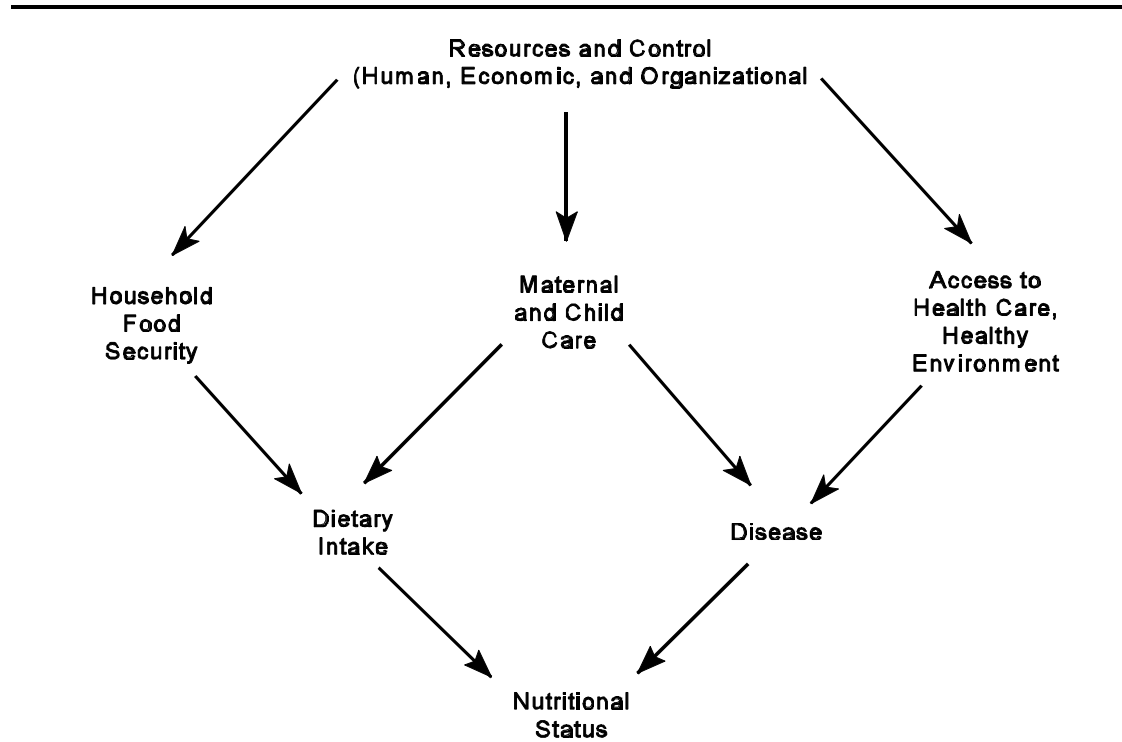 Resources and Control
(Human, Economic, and Organizational
Household
Food
Security
Maternal
and Child
Care
Access to
Health Care,
Healthy
Environment
Dietary
Intake
Disease
Nutritional
Status